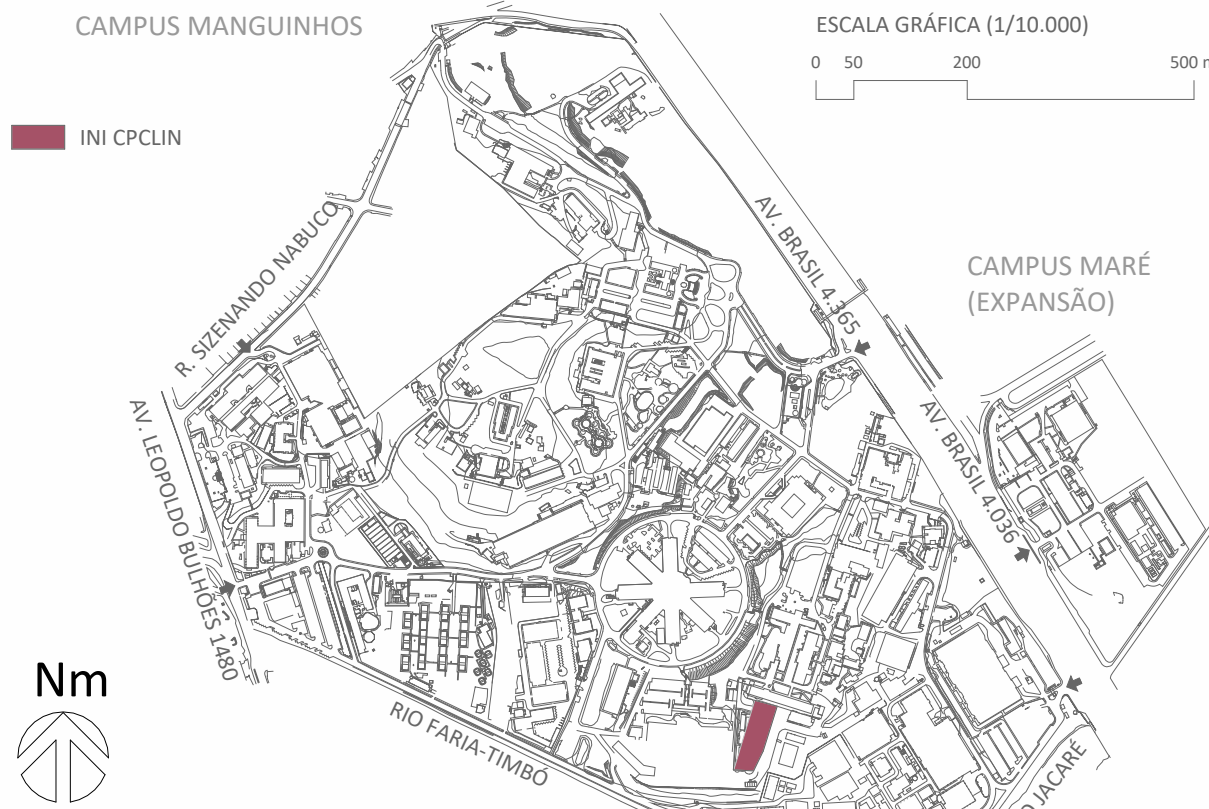 CAMPUS MANGUINHOS
ESCALA GRÁFICA (1/10.000)
0 50 200 500 m
INI CPCLIN
R. SIZENANDO NABUCO
AV. BRASIL 4.365
CAMPUS MARÉ
(EXPANSÃO)
AV. LEOPOLDO BULHÕES 1480
AV. BRASIL 4.036
Nm
RIO FARIA-TIMBÓ
JACARÉ